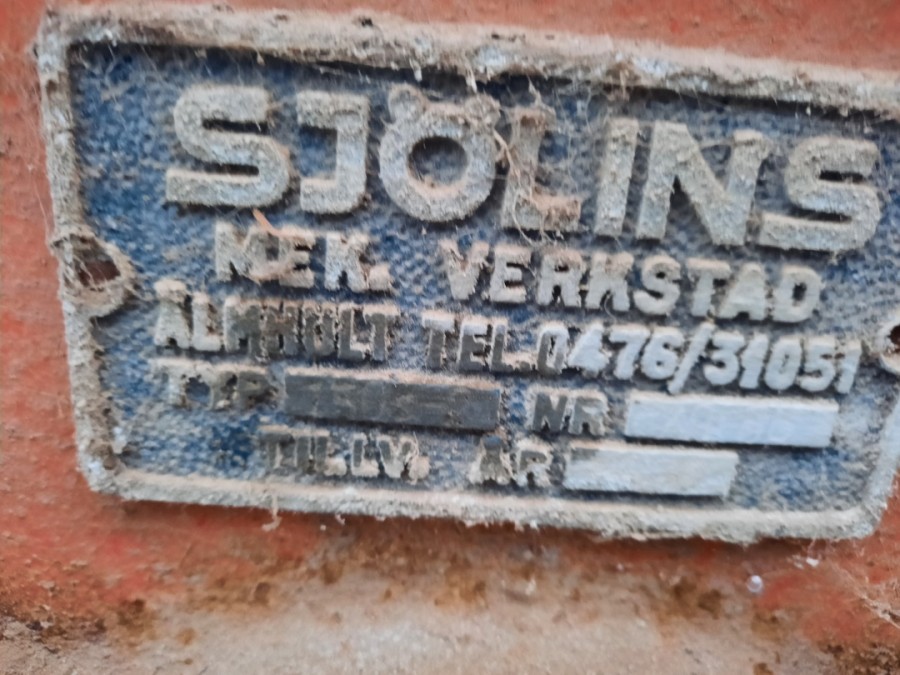 SJÖLINS
MEK. VERKSTAD
ÄLMHULT TEL.0476/31051
TYP NR
TILLV. ÅR